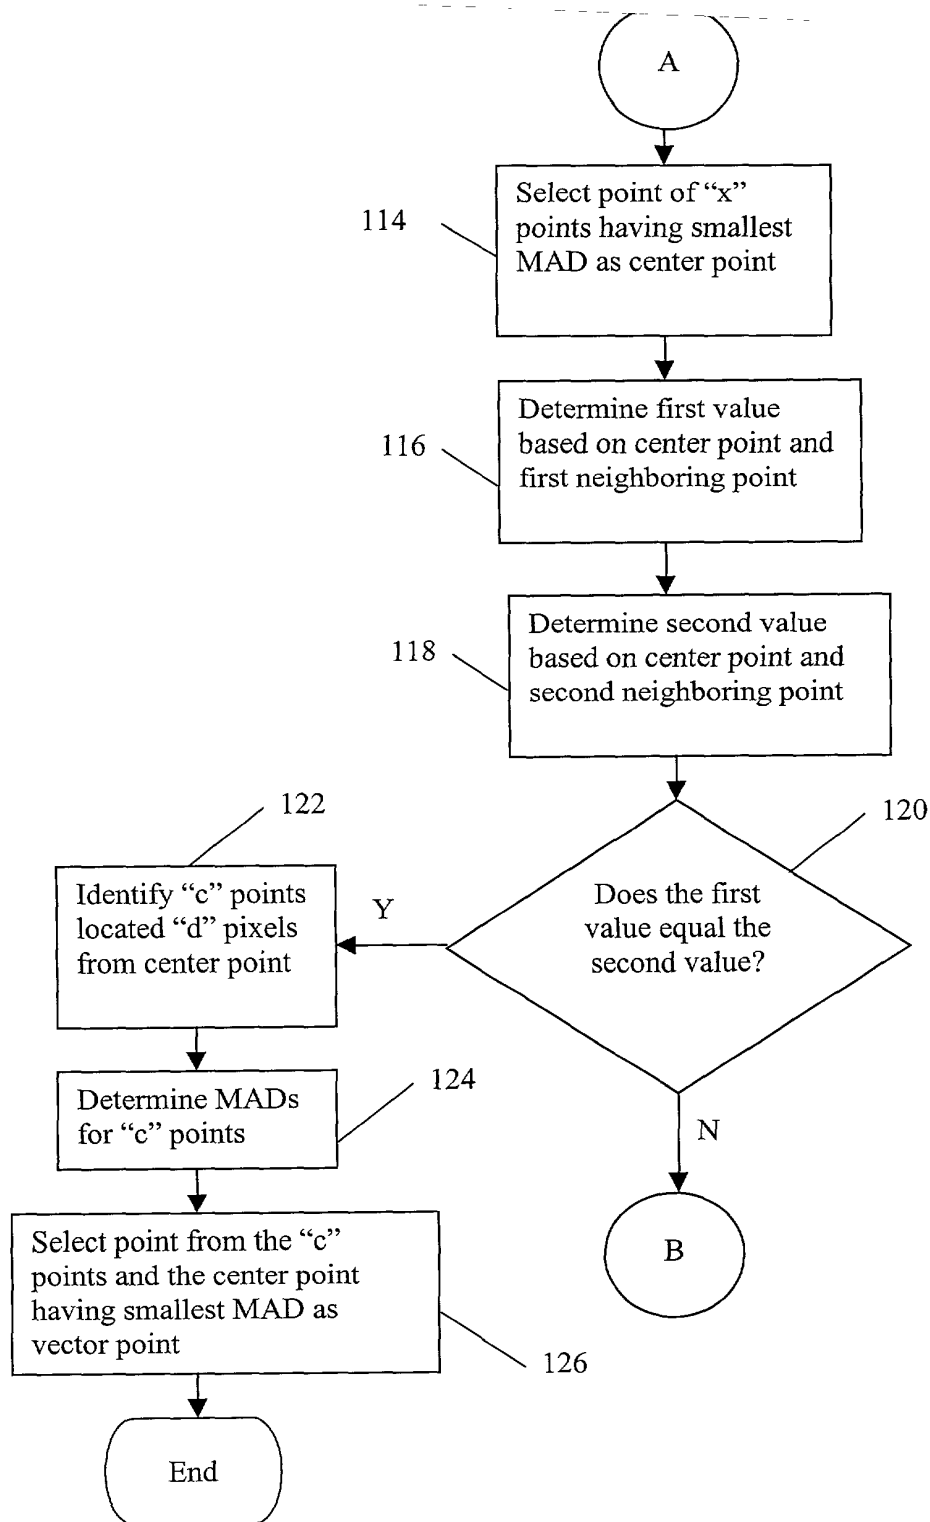 A
114
Select point of “x”
points having smallest
MAD as center point
116
Determine first value
based on center point and
first neighboring point
118
Determine second value
based on center point and
second neighboring point
120
Does the first
value equal the
second value?
Y
N
B
122
Identify “c” points
located “d” pixels
from center point
124
Determine MADs
for “c” points
Select point from the “c”
points and the center point
having smallest MAD as
vector point
126
End